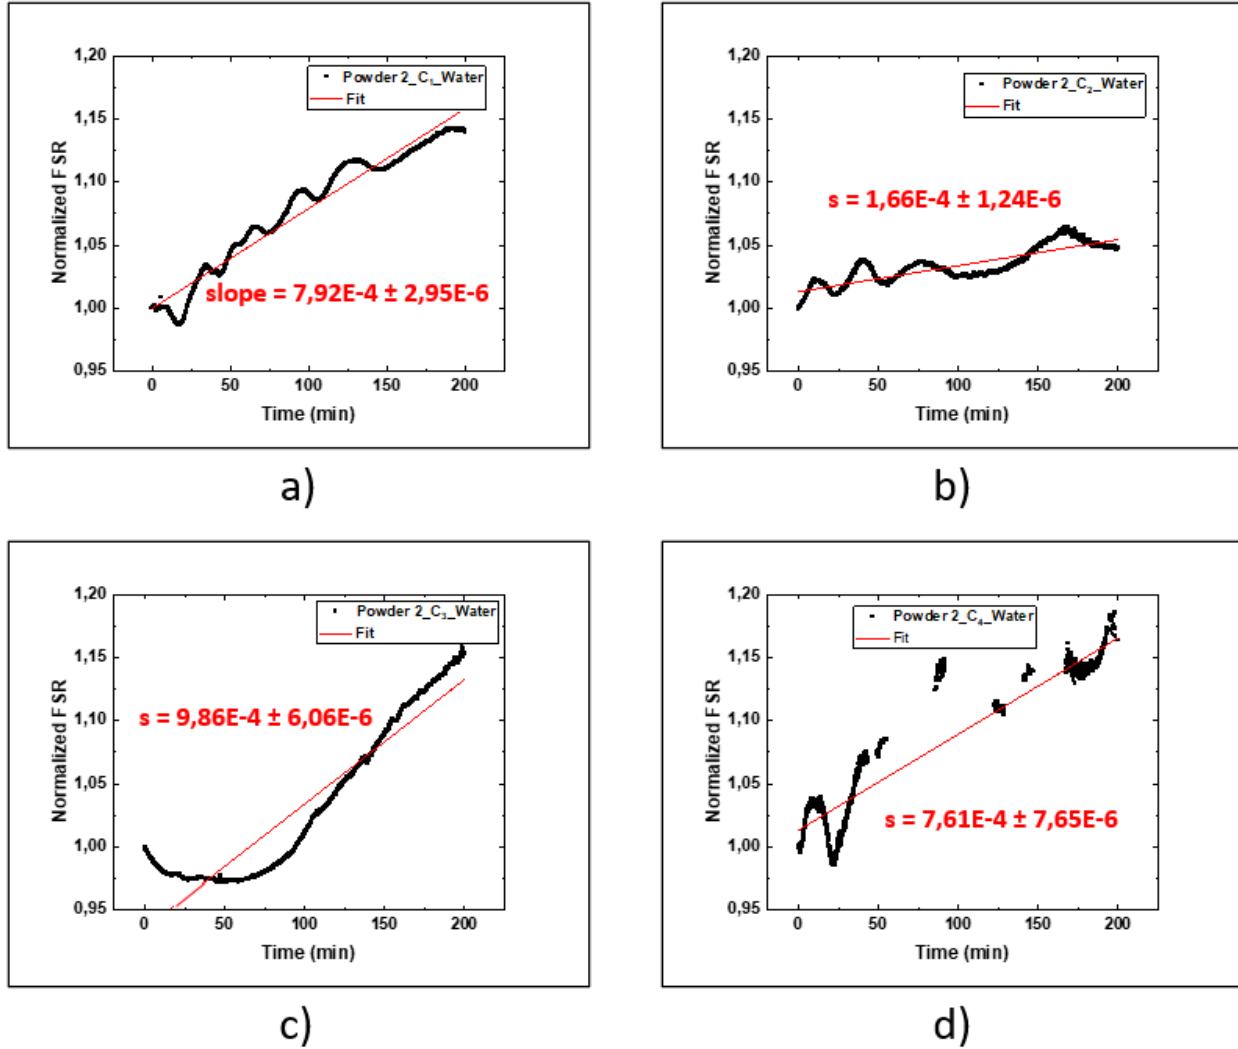 1,20
1,15
1,10
1,05
1,00
0,95
Normalized F SR
Powder 2_C₁_Water
Fit
slope = 7,92E-4 ± 2,95E-6
0 50 100 150 200
Time (min)
a)
1,20
1,15
1,10
1,05
1,00
0,95
Normalized F SR
Powder 2_C₂_Water
Fit
s = 1,66E-4 ± 1,24E-6
0 50 100 150 200
Time (min)
b)
1,20
1,15
1,10
1,05
1,00
0,95
Normalized F SR
Powder 2_C₃_Water
Fit
s = 9,86E-4 ± 6,06E-6
0 50 100 150 200
Time (min)
c)
1,20
1,15
1,10
1,05
1,00
0,95
Normalized F SR
Powder 2_C₄_Water
Fit
s = 7,61E-4 ± 7,65E-6
0 50 100 150 200
Time (min)
d)